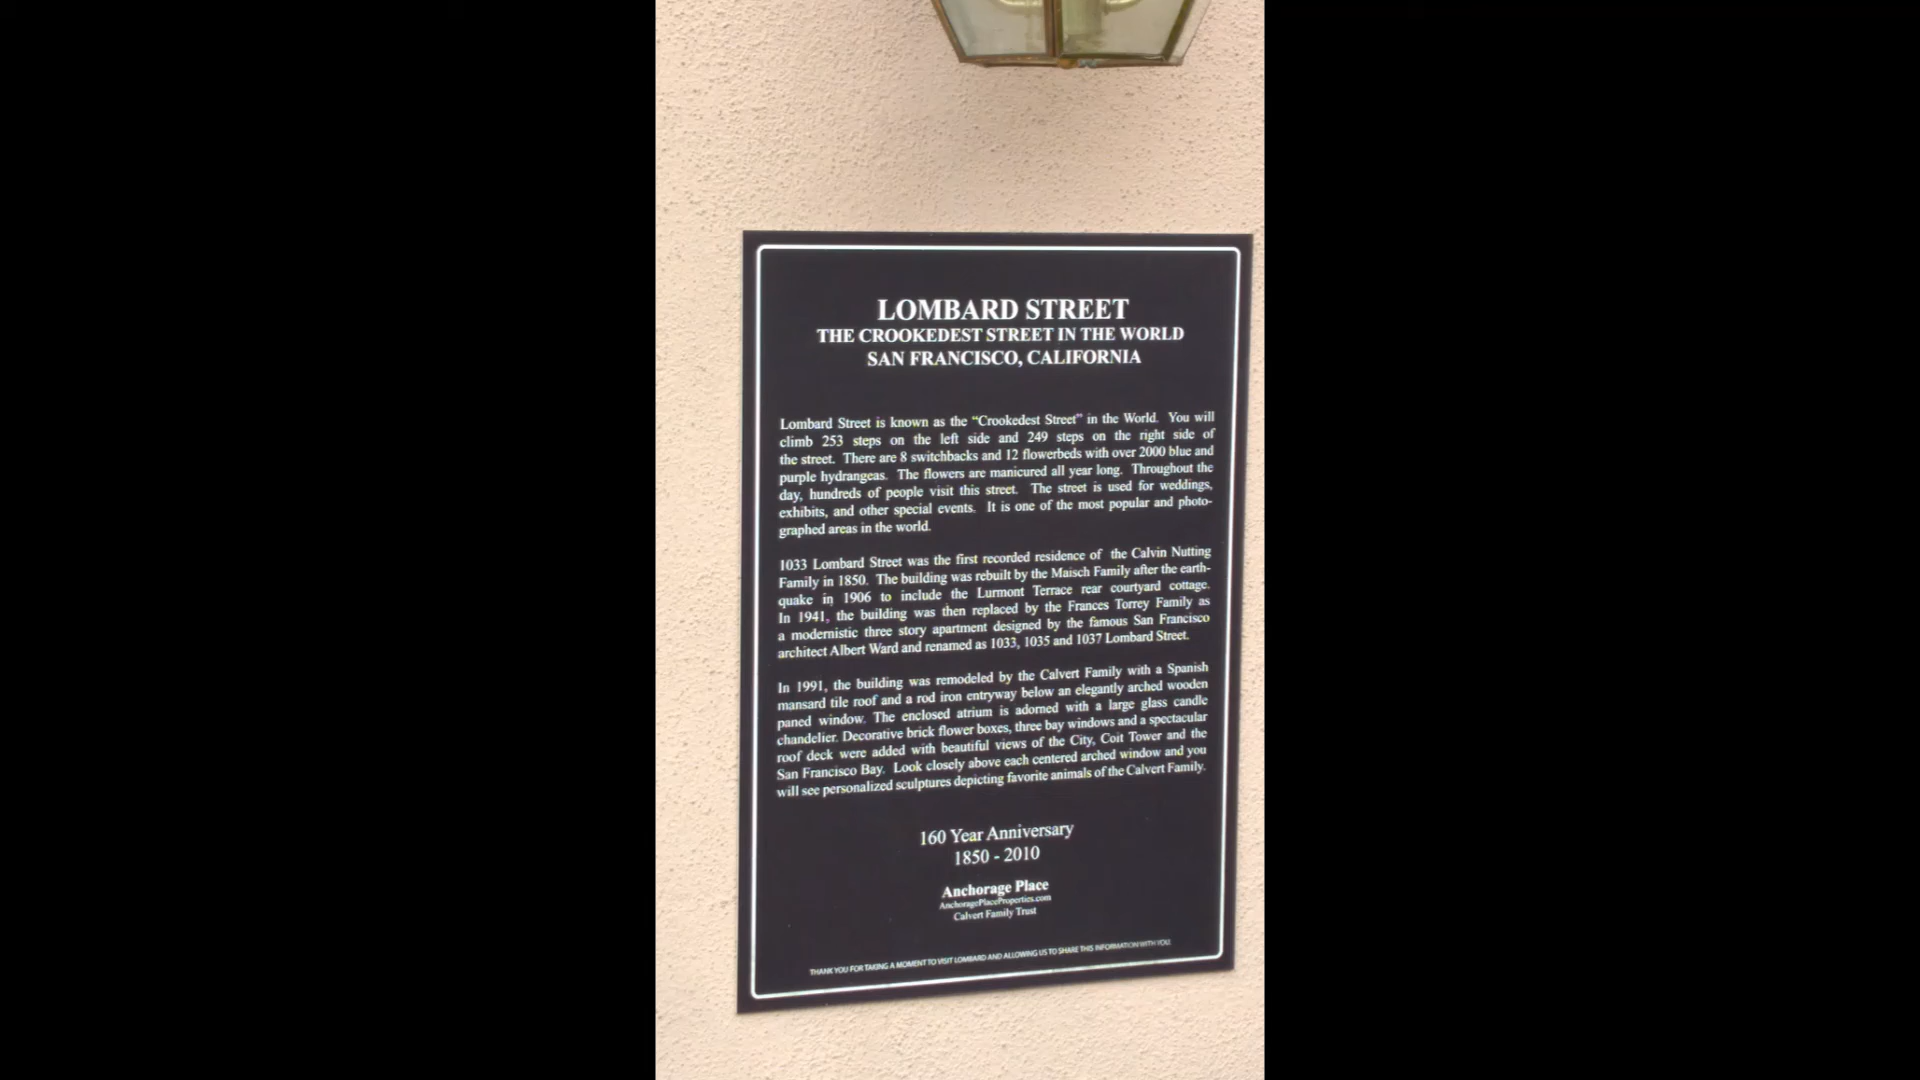 LOMBARD STREET
THE CROOKEDEST STREET IN THE WORLD
SAN FRANCISCO, CALIFORNIA
Lombard Street is known as the “Crookedest Street” in the World. You will
climb 253 steps on the left side and 249 steps on the right side of
the street. There are 8 switchbacks and 12 flowerbeds with over 2000 blue and
purple hydrangeas. The flowers are manicured all year long. Throughout the
day, hundreds of people visit this street. The street is used for weddings,
exhibits, and other special events. It is one of the most popular and photo-
graphed areas in the world.
1033 Lombard Street was the first recorded residence of the Calvin Nutting
Family in 1850. The building was rebuilt by the Maisch Family after the earth-
quake in 1906 to include the Lurmont Terrace rear courtyard cottage.
In 1941, the building was then replaced by the Frances Torrey Family as
a modernistic three story apartment designed by the famous San Francisco
architect Albert Ward and renamed as 1033, 1035 and 1037 Lombard Street.
In 1991, the building was remodeled by the Calvert Family with a Spanish
mansard tile roof and a rod iron entryway below an elegantly arched wooden
paned window. The enclosed atrium is adorned with a large glass candle
chandelier. Decorative brick flower boxes, three bay windows and a spectacular
roof deck were added with beautiful views of the City, Coit Tower and the
San Francisco Bay. Look closely above each centered arched window and you
will see personalized sculptures depicting favorite animals of the Calvert Family.
160 Year Anniversary
1850 - 2010
Anchorage Place
AnchoragePlaceProperties.com
Calvert Family Trust
THANK YOU FOR TAKING A MOMENT TO VISIT LOMBARD AND ALLOWING US TO SHARE THIS INFORMATION WITH YOU.